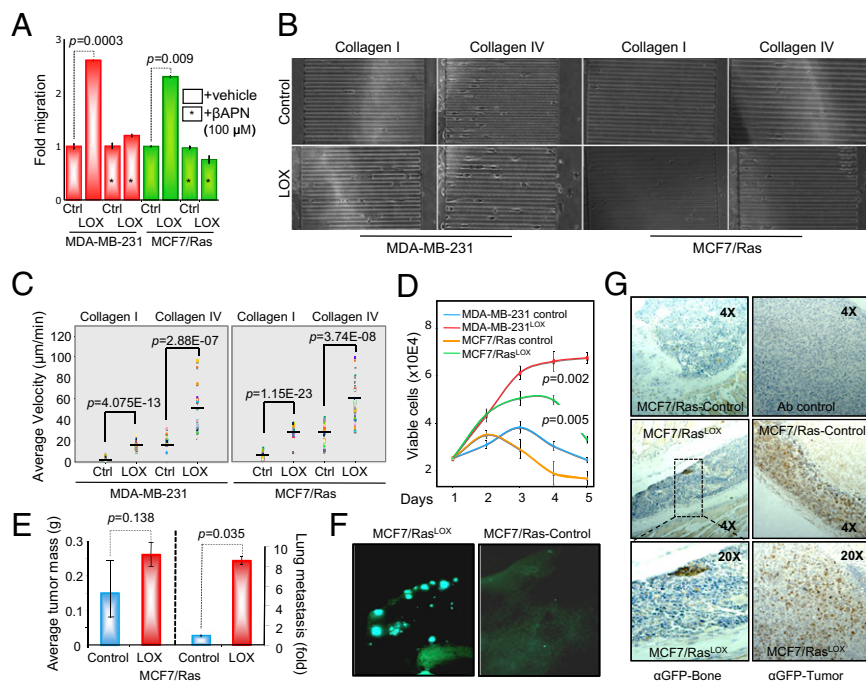 A
p=0.0003
p=0.009
3
2
1
0
Fold migration
+vehicle
* +βAPN
(100 μM)
* * * *
Ctrl LOX Ctrl LOX Ctrl LOX Ctrl LOX
MDA-MB-231 MCF7/Ras
B
Collagen I Collagen IV Collagen I Collagen IV
Control
LOX
MDA-MB-231 MCF7/Ras
C
Collagen I Collagen IV Collagen I Collagen IV
Average Velocity (μm/min)
120
100
80
60
40
20
0
p=2.88E-07
p=4.075E-13
p=3.74E-08
p=1.15E-23
Ctrl LOX Ctrl LOX Ctrl LOX Ctrl LOX
MDA-MB-231 MCF7/Ras
D
Viable cells (x10E4)
8
6
4
2
MDA-MB-231 control
MDA-MB-231LOX
MCF7/Ras control
MCF7/RasLOX
p=0.002
p=0.005
Days 1 2 3 4 5
E
Average tumor mass (g)
0.3
0.2
0.1
0
p=0.138
p=0.035
10
8
6
4
2
0
Lung metastasis (fold)
Control LOX Control LOX
MCF7/Ras
F
MCF7/RasLOX MCF7/Ras-Control
G
4X
MCF7/Ras-Control
4X
Ab control
MCF7/RasLOX
4X
MCF7/Ras-Control
4X
20X
MCF7/RasLOX
20X
MCF7/RasLOX
αGFP-Bone αGFP-Tumor